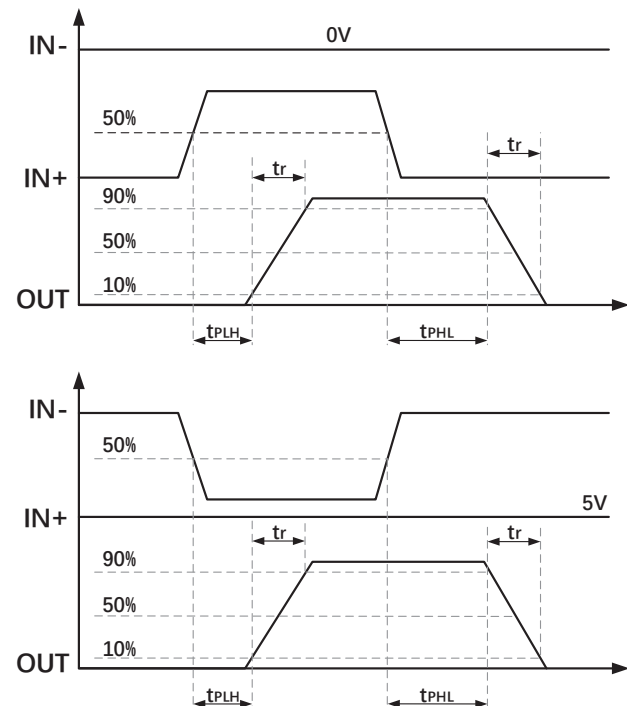 IN-
0V
50%
tr
IN+
tr
90%
50%
10%
OUT
tPLH
tPHL
IN-
50%
IN+
5V
tr
tr
90%
50%
10%
OUT
tPLH
tPHL